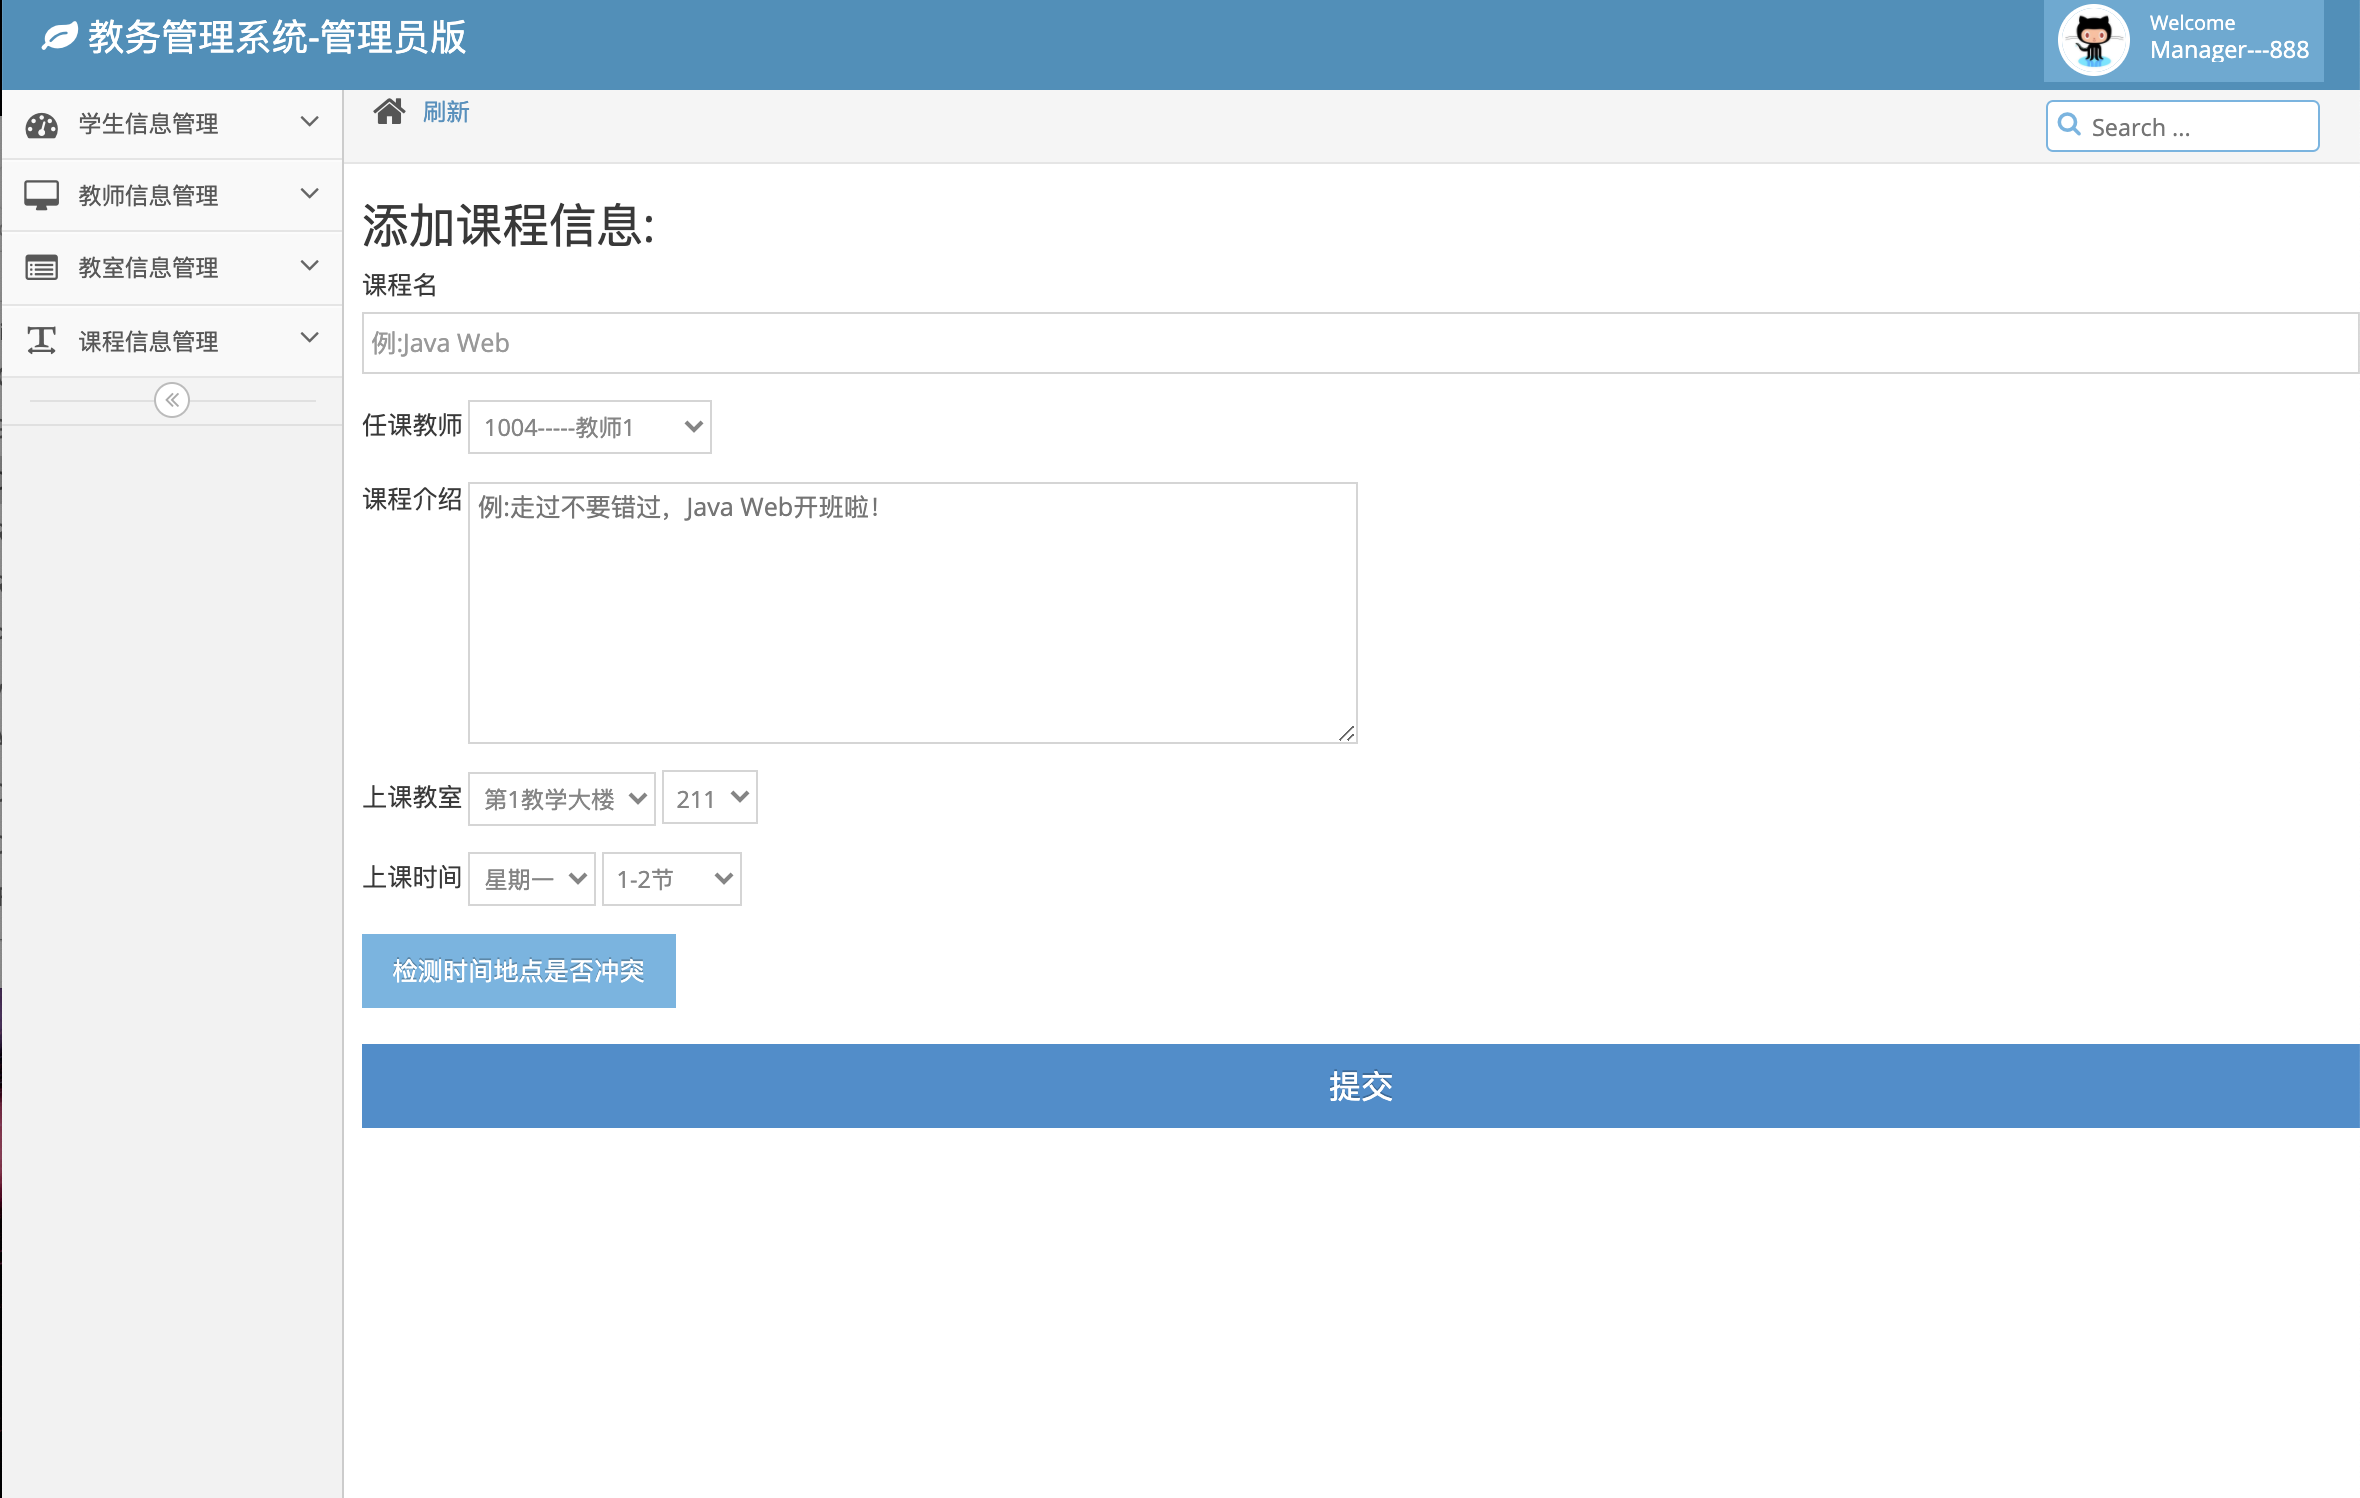 教务管理系统-管理员版
Welcome
Manager---888
学生信息管理
教师信息管理
教室信息管理
课程信息管理
刷新
Search ...
添加课程信息:
课程名
例:Java Web
任课教师 1004-----教师1
课程介绍 例:走过不要错过，Java Web开班啦！
上课教室 第1教学大楼 211
上课时间 星期一 1-2节
检测时间地点是否冲突
提交